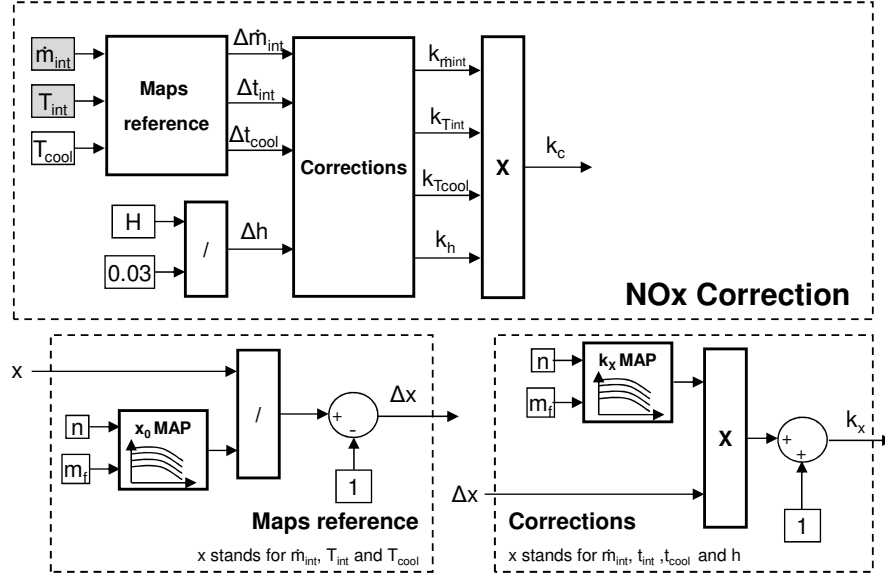 ṁint Δṁint kṁint
Maps reference
Tint Δtint kTint
Tcool Δtcool Corrections X kc
kTcool
H / Δh kh
0.03
NOx Correction
x
n x0 MAP / + - Δx
mf
1
Maps reference
x stands for ṁint, Tint and Tcool
n kX MAP
mf
X + + kx
Δx
1
Corrections
x stands for ṁint, tint ,tcool and h